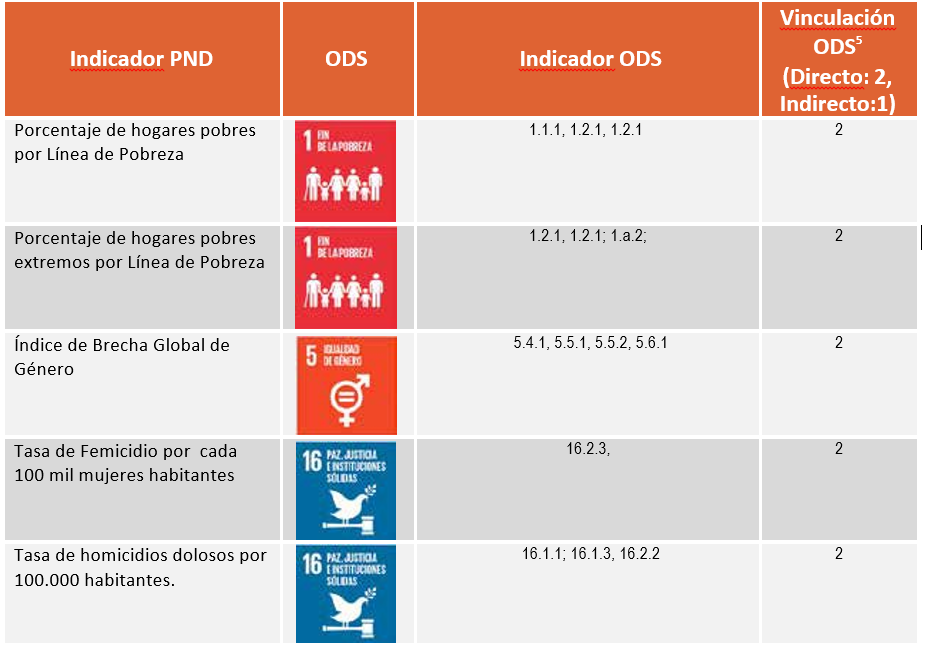 Indicador PND
ODS
Indicador ODS
Vinculación
ODS5
(Directo: 2,
Indirecto:1)
Porcentaje de hogares pobres
por Línea de Pobreza
1 FIN
DE LA POBREZA
1.1.1, 1.2.1, 1.2.1
2
Porcentaje de hogares pobres
extremos por Línea de Pobreza
1 FIN
DE LA POBREZA
1.2.1, 1.2.1; 1.a.2;
2
Índice de Brecha Global de
Género
5 IGUALDAD
DE GÉNERO
5.4.1, 5.5.1, 5.5.2, 5.6.1
2
Tasa de Femicidio por cada
100 mil mujeres habitantes
16 PAZ, JUSTICIA
E INSTITUCIONES
SÓLIDAS
16.2.3,
2
Tasa de homicidios dolosos por
100.000 habitantes.
16 PAZ, JUSTICIA
E INSTITUCIONES
SÓLIDAS
16.1.1; 16.1.3, 16.2.2
2